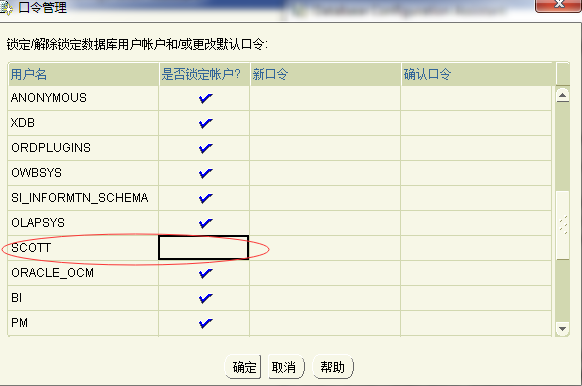 Database Configuration Assistant
口令管理
锁定/解除锁定数据库用户帐户和/或更改默认口令:
用户名 是否锁定帐户? 新口令 确认口令
ANONYMOUS
XDB
ORDPLUGINS
OWBSYS
SI_INFORMTN_SCHEMA
OLAPSYS
SCOTT
ORACLE_OCM
BI
PM
确定 取消 帮助